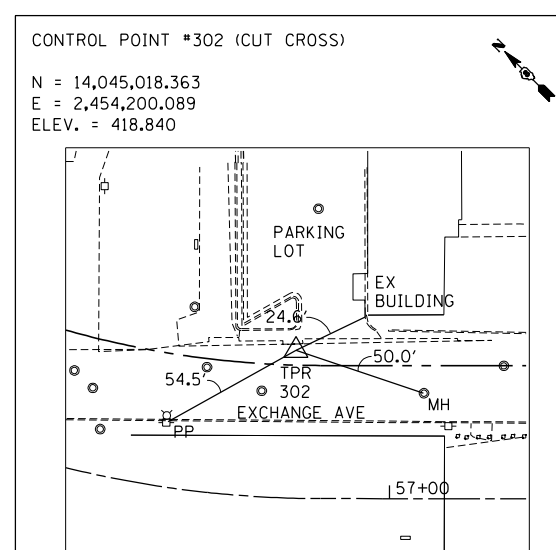 CONTROL POINT #302 (CUT CROSS)
N
N = 14,045,018.363
E = 2,454,200.089
ELEV. = 418.840
PARKING
LOT
EX
BUILDING
24.6'
50.0'
54.5'
TPR
302
MH
EXCHANGE AVE
PP
57+00